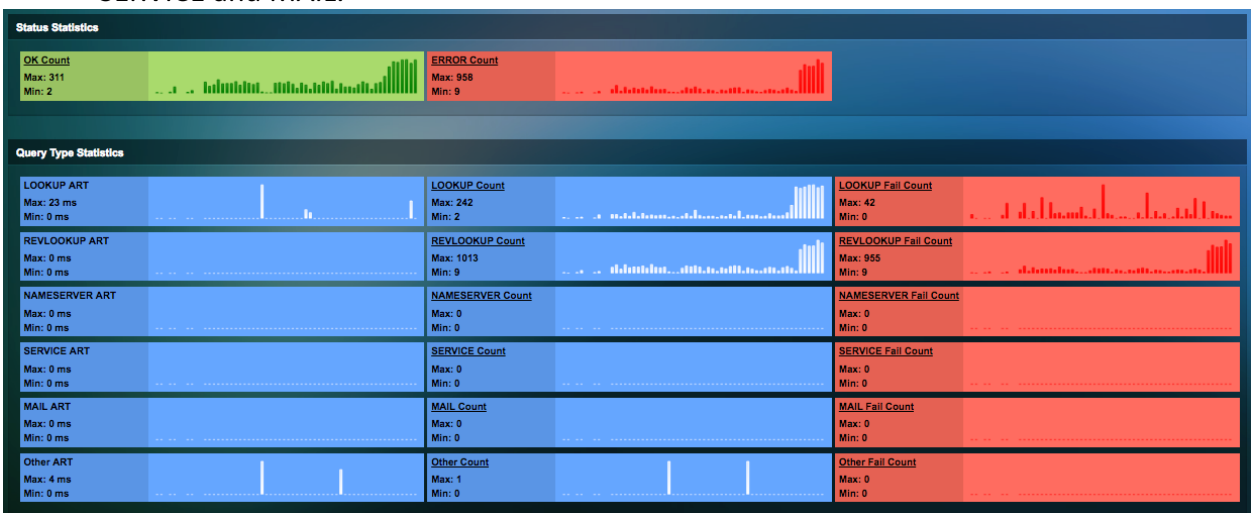 SERVICE and MAIL.
Status Statistics
OK Count
Max: 311
Min: 2
ERROR Count
Max: 958
Min: 9
Query Type Statistics
LOOKUP ART
Max: 23 ms
Min: 0 ms
LOOKUP Count
Max: 242
Min: 2
LOOKUP Fail Count
Max: 42
Min: 0
REVLOOKUP ART
Max: 0 ms
Min: 0 ms
REVLOOKUP Count
Max: 1013
Min: 9
REVLOOKUP Fail Count
Max: 955
Min: 9
NAMESERVER ART
Max: 0 ms
Min: 0 ms
NAMESERVER Count
Max: 0
Min: 0
NAMESERVER Fail Count
Max: 0
Min: 0
SERVICE ART
Max: 0 ms
Min: 0 ms
SERVICE Count
Max: 0
Min: 0
SERVICE Fail Count
Max: 0
Min: 0
MAIL ART
Max: 0 ms
Min: 0 ms
MAIL Count
Max: 0
Min: 0
MAIL Fail Count
Max: 0
Min: 0
Other ART
Max: 4 ms
Min: 0 ms
Other Count
Max: 1
Min: 0
Other Fail Count
Max: 0
Min: 0